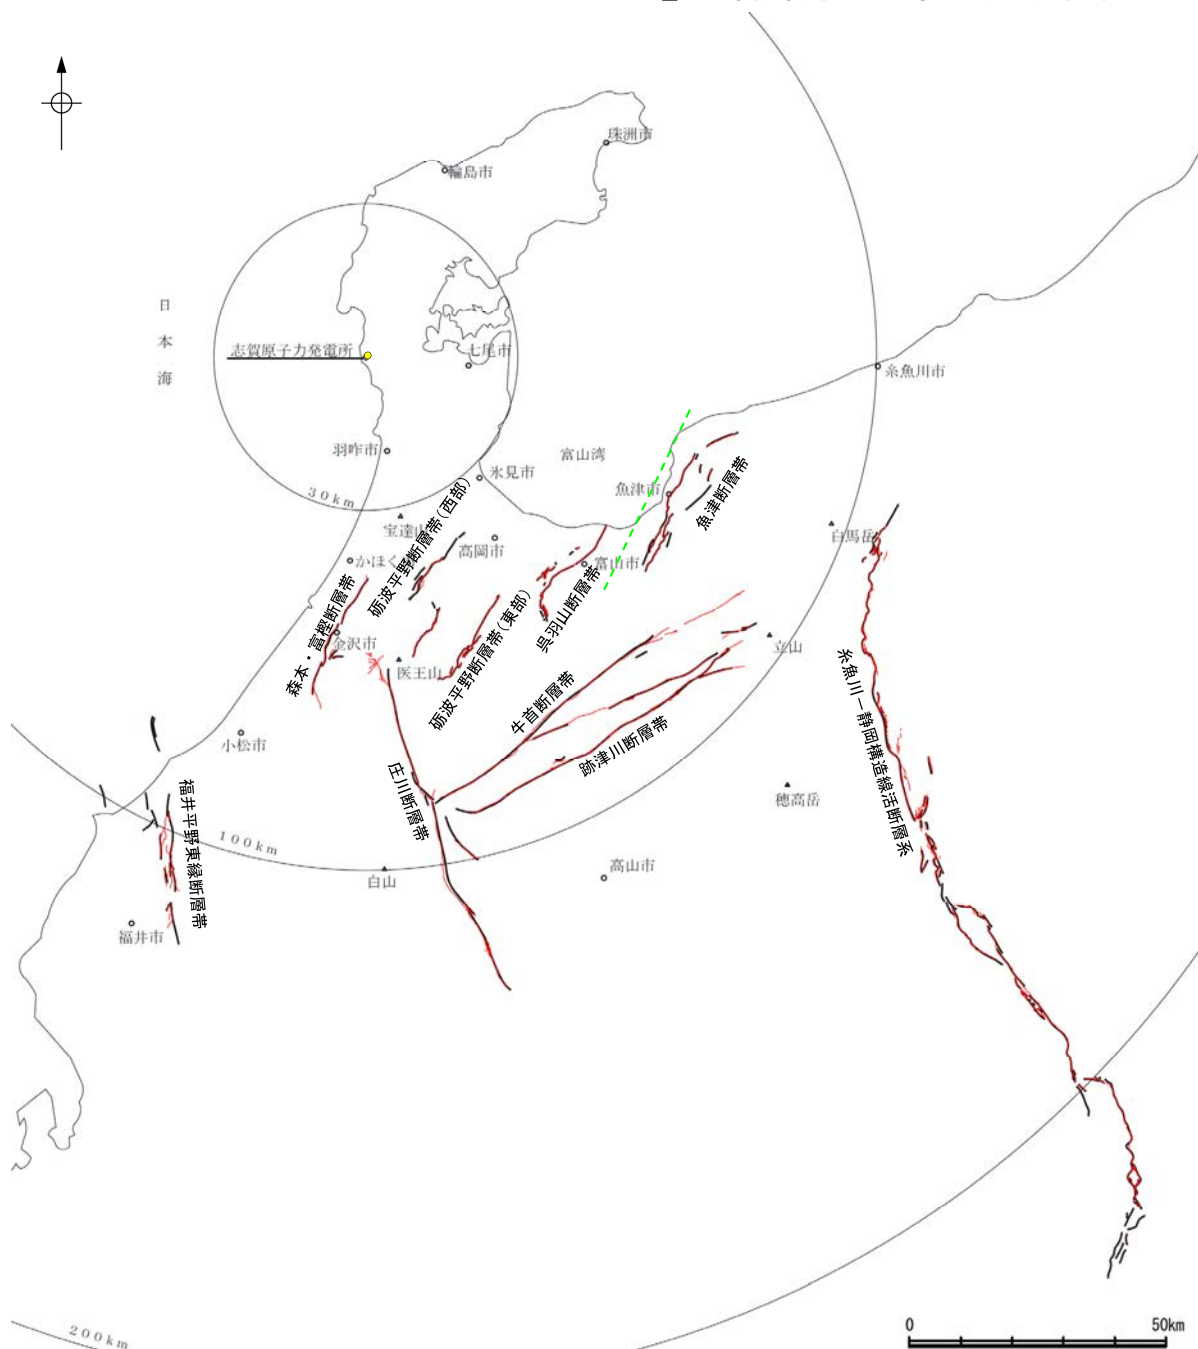 珠洲市
輪島市
日本海
志賀原子力発電所
七尾市
糸魚川市
羽咋市
富山湾
氷見市
魚津市
30km
魚津断層帯
宝達山
砺波平野断層帯(西部)
高岡市
白馬岳
かほく
富山市
呉羽山断層帯
森本・富樫断層帯
金沢市
医王山
砺波平野断層帯(東部)
立山
糸魚川－静岡構造線活断層系
牛首断層帯
跡津川断層帯
小松市
庄川断層帯
福井平野東縁断層帯
穂高岳
100km
白山
高山市
福井市
200km
0 50km